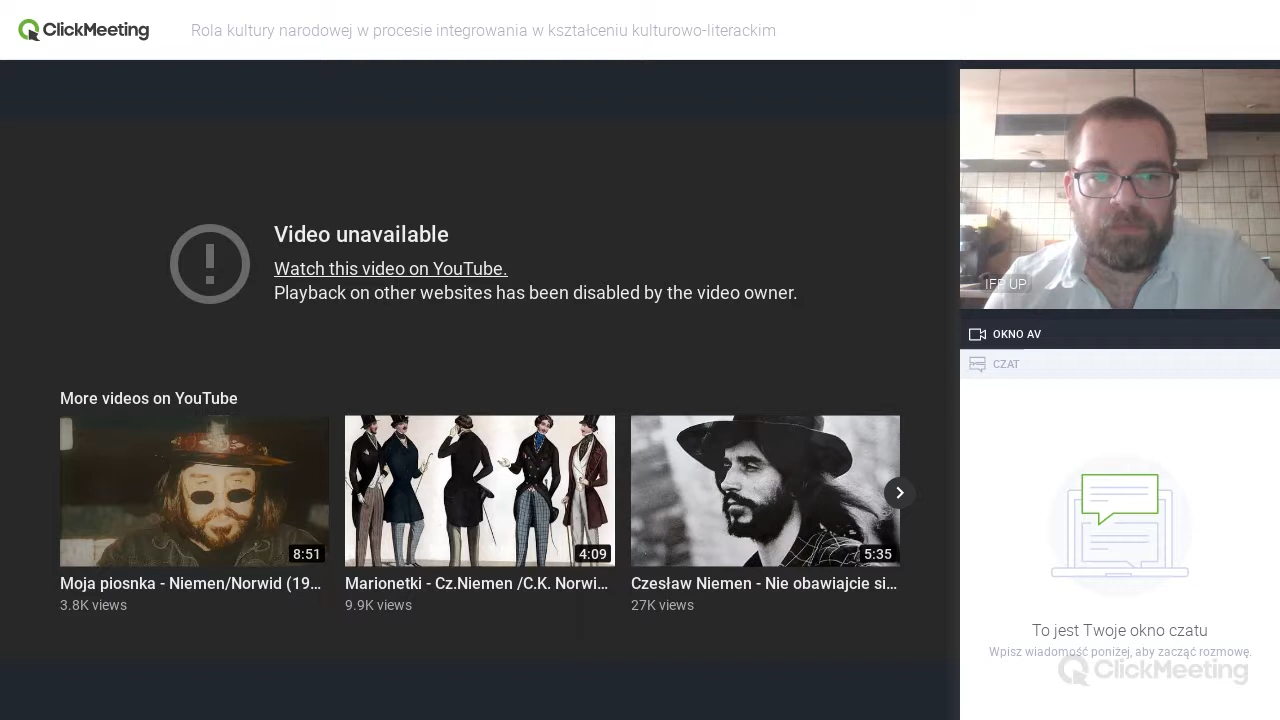 ClickMeeting
Rola kultury narodowej w procesie integrowania w kształceniu kulturowo-literackim
Video unavailable
Watch this video on YouTube.
Playback on other websites has been disabled by the video owner.
More videos on YouTube
8:51
4:09
5:35
Moja piosnka - Niemen/Norwid (19...
Marionetki - Cz.Niemen /C.K. Norwi...
Czesław Niemen - Nie obawiajcie si...
3.8K views
9.9K views
27K views
IFP UP
OKNO AV
CZAT
To jest Twoje okno czatu
Wpisz wiadomość poniżej, aby zacząć rozmowę.
ClickMeeting